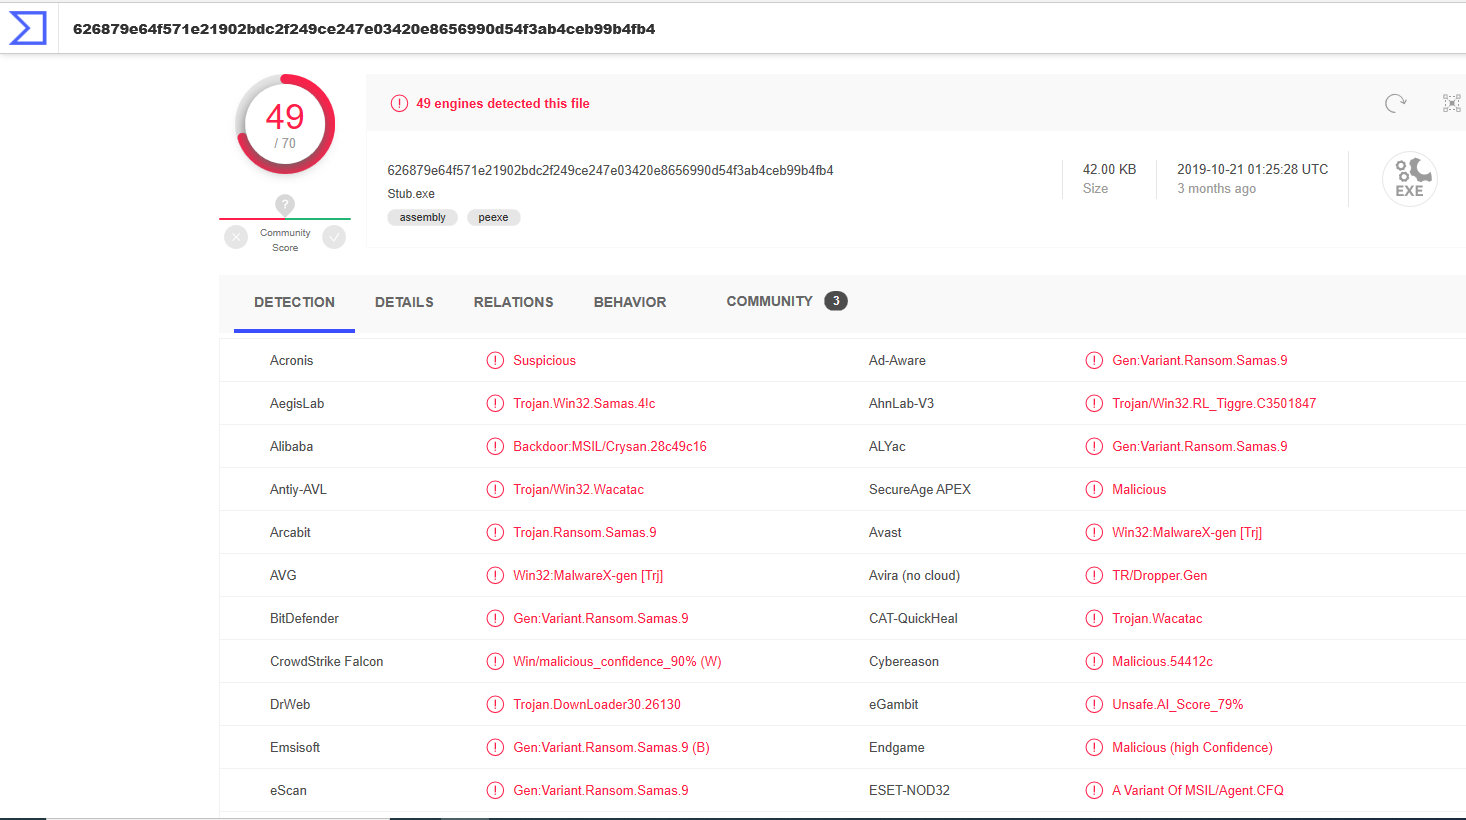 626879e64f571e21902bdc2f249ce247e03420e8656990d54f3ab4ceb99b4fb4
49
/ 70
?
Community
Score
49 engines detected this file
626879e64f571e21902bdc2f249ce247e03420e8656990d54f3ab4ceb99b4fb4
Stub.exe
assembly peexe
42.00 KB
Size
2019-10-21 01:25:28 UTC
3 months ago
EXE
DETECTION DETAILS RELATIONS BEHAVIOR COMMUNITY 3
Acronis Suspicious Ad-Aware Gen:Variant.Ransom.Samas.9
AegisLab Trojan.Win32.Samas.4!c AhnLab-V3 Trojan/Win32.RL_Tiggre.C3501847
Alibaba Backdoor:MSIL/Crysan.28c49c16 ALYac Gen:Variant.Ransom.Samas.9
Antiy-AVL Trojan/Win32.Wacatac SecureAge APEX Malicious
Arcabit Trojan.Ransom.Samas.9 Avast Win32:MalwareX-gen [Trj]
AVG Win32:MalwareX-gen [Trj] Avira (no cloud) TR/Dropper.Gen
BitDefender Gen:Variant.Ransom.Samas.9 CAT-QuickHeal Trojan.Wacatac
CrowdStrike Falcon Win/malicious_confidence_90% (W) Cybereason Malicious.54412c
DrWeb Trojan.DownLoader30.26130 eGambit Unsafe.AI_Score_79%
Emsisoft Gen:Variant.Ransom.Samas.9 (B) Endgame Malicious (high Confidence)
eScan Gen:Variant.Ransom.Samas.9 ESET-NOD32 A Variant Of MSIL/Agent.CFQ